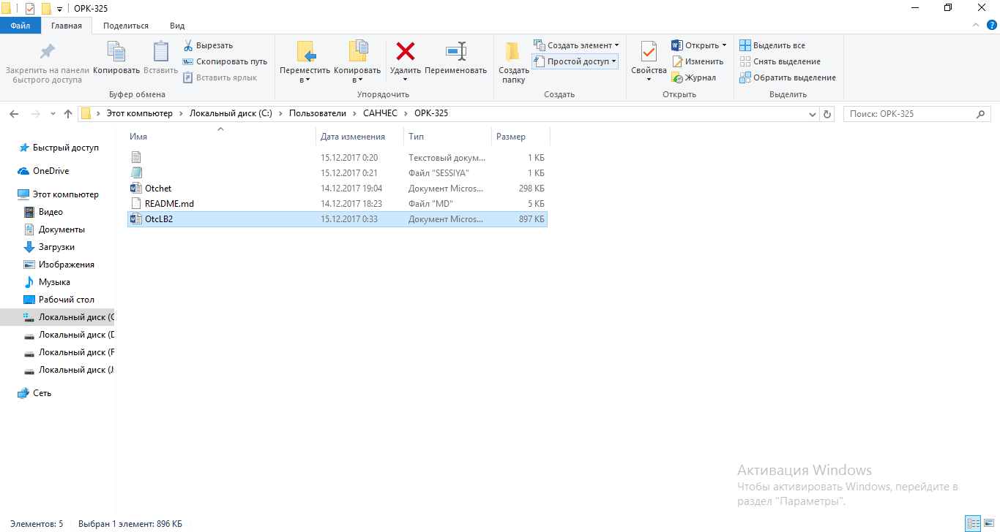 OPK-325
Файл Главная Поделиться Вид
Закрепить на панели быстрого доступа
Копировать
Вставить
Вырезать
Скопировать путь
Вставить ярлык
Буфер обмена
Переместить в
Копировать в
Удалить
Переименовать
Упорядочить
Создать папку
Создать элемент
Простой доступ
Создать
Свойства
Открыть
Изменить
Журнал
Открыть
Выделить все
Снять выделение
Обратить выделение
Выделить
Этот компьютер > Локальный диск (C:) > Пользователи > САНЧЕС > OPK-325
Поиск: OPK-325
Быстрый доступ
OneDrive
Этот компьютер
Видео
Документы
Загрузки
Изображения
Музыка
Рабочий стол
Локальный диск (C
Локальный диск (D
Локальный диск (F
Локальный диск (J:
Сеть
Имя Дата изменения Тип Размер
15.12.2017 0:20 Текстовый докум... 1 КБ
15.12.2017 0:21 Файл "SESSIYA" 1 КБ
Otchet 14.12.2017 19:04 Документ Micros... 298 КБ
README.md 14.12.2017 18:23 Файл "MD" 5 КБ
OtcLB2 15.12.2017 0:33 Документ Micros... 897 КБ
Активация Windows
Чтобы активировать Windows, перейдите в
раздел "Параметры".
Элементов: 5 Выбран 1 элемент: 896 КБ